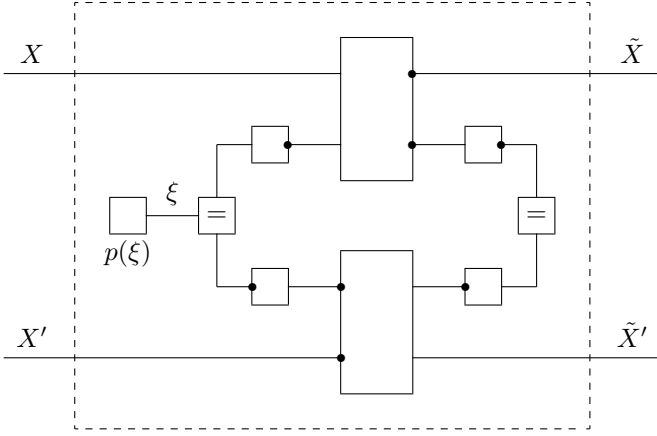 X X̃
ξ
= =
p(ξ)
X′ X̃′